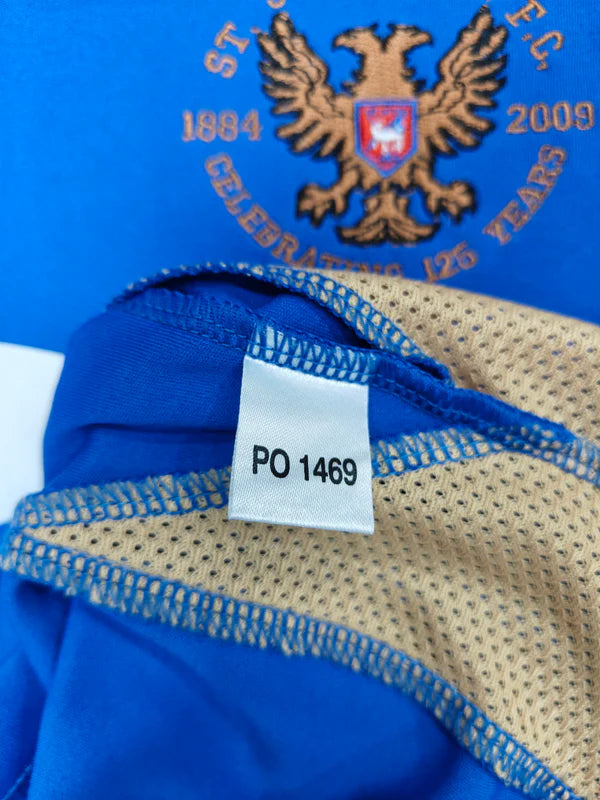 ST.
F.C.
1884
2009
CELEBRATING 125 YEARS
PO 1469